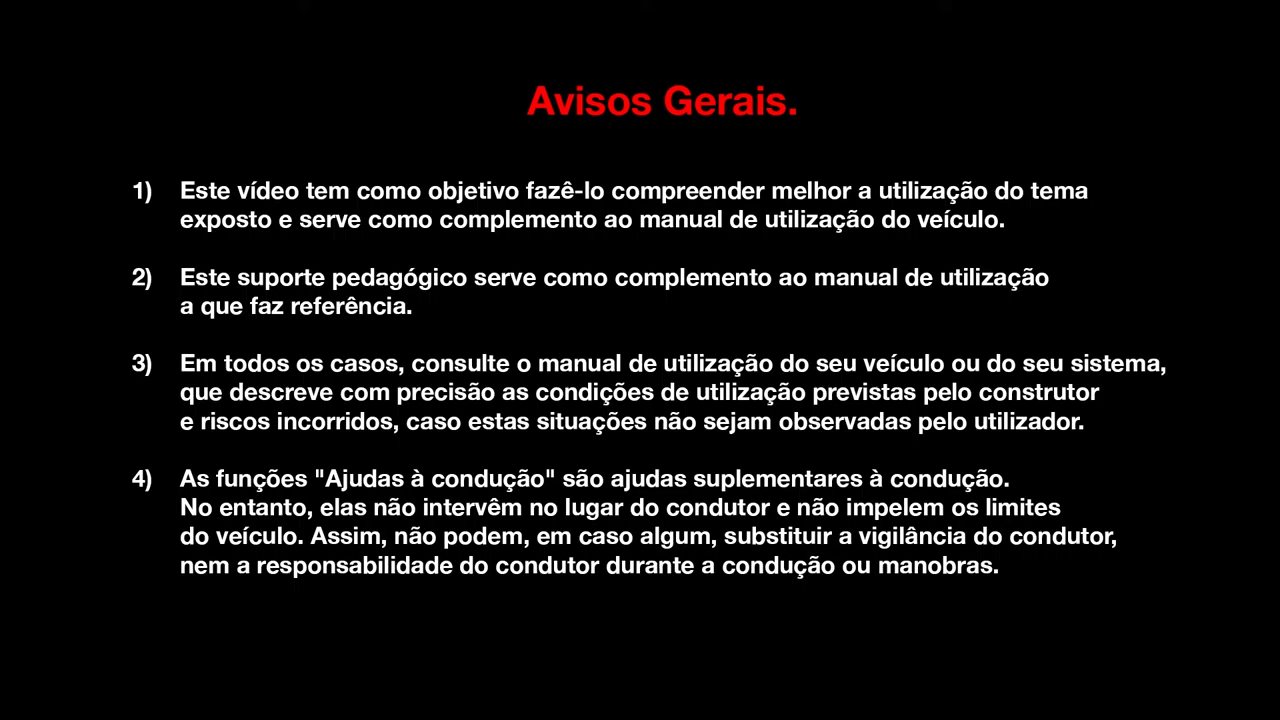 Avisos Gerais.
1) Este vídeo tem como objetivo fazê-lo compreender melhor a utilização do tema
exposto e serve como complemento ao manual de utilização do veículo.
2) Este suporte pedagógico serve como complemento ao manual de utilização
a que faz referência.
3) Em todos os casos, consulte o manual de utilização do seu veículo ou do seu sistema,
que descreve com precisão as condições de utilização previstas pelo construtor
e riscos incorridos, caso estas situações não sejam observadas pelo utilizador.
4) As funções "Ajudas à condução" são ajudas suplementares à condução.
No entanto, elas não intervêm no lugar do condutor e não impelem os limites
do veículo. Assim, não podem, em caso algum, substituir a vigilância do condutor,
nem a responsabilidade do condutor durante a condução ou manobras.